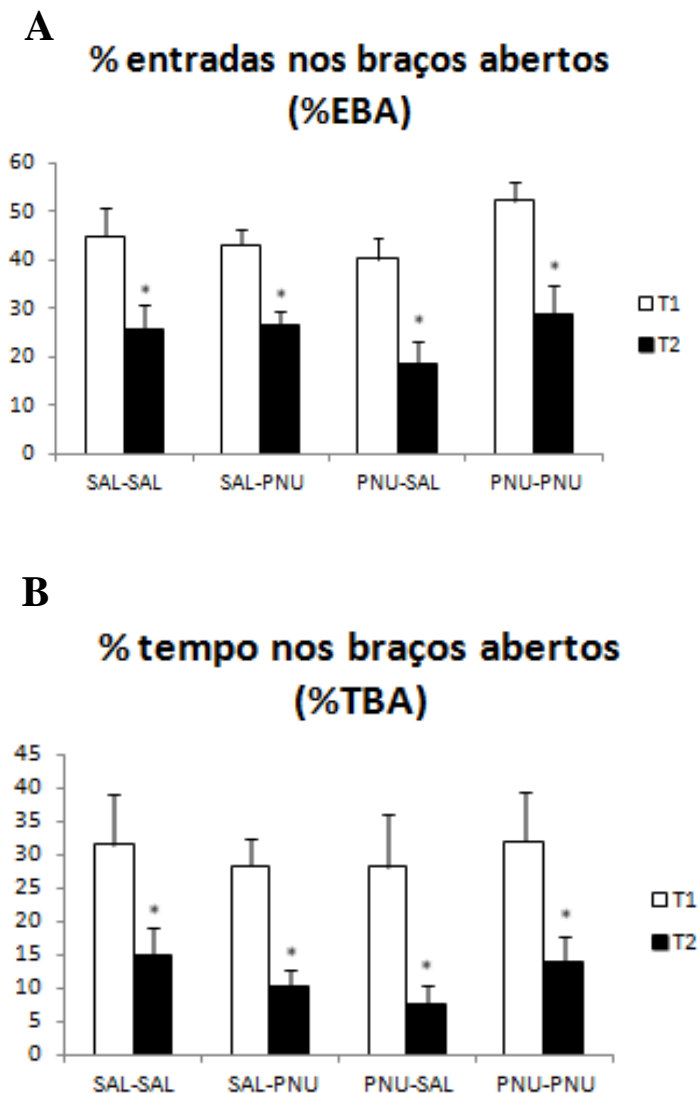 A
% entradas nos braços abertos
(%EBA)
60
50
40
30
20
10
0
* * * *
SAL-SAL SAL-PNU PNU-SAL PNU-PNU
T1
T2
B
% tempo nos braços abertos
(%TBA)
45
40
35
30
25
20
15
10
5
0
* * * *
SAL-SAL SAL-PNU PNU-SAL PNU-PNU
T1
T2